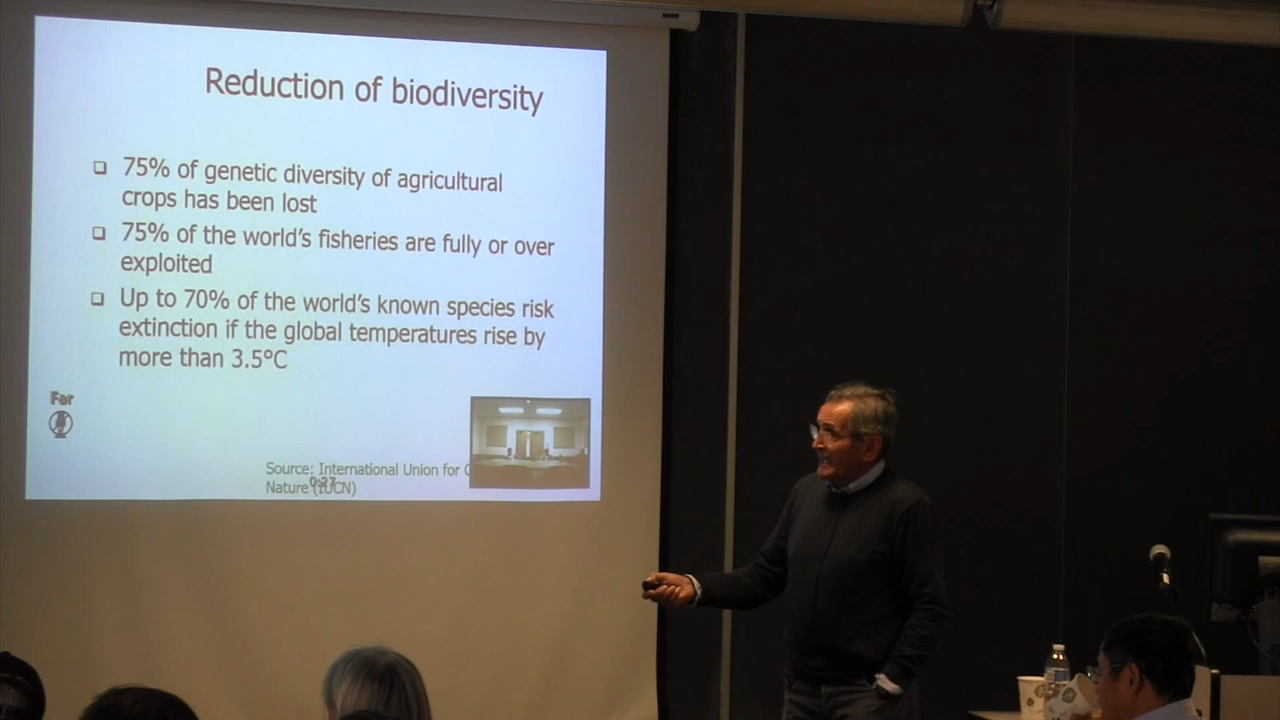 Reduction of biodiversity
❑ 75% of genetic diversity of agricultural
crops has been lost
❑ 75% of the world's fisheries are fully or over
exploited
❑ Up to 70% of the world's known species risk
extinction if the global temperatures rise by
more than 3.5°C
Far
Source: International Union for
Nature (IUCN)